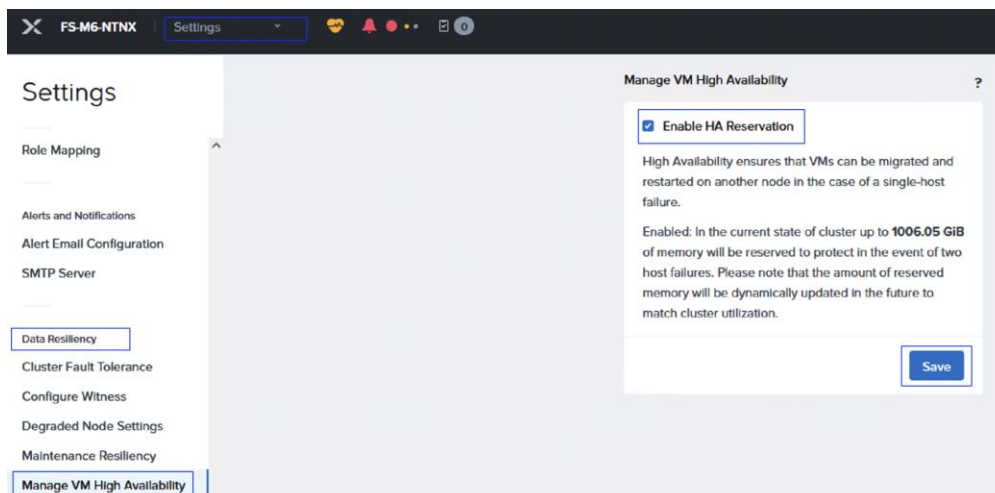 FS-M6-NTNX
Settings
0
Settings
Role Mapping
Alerts and Notifications
Alert Email Configuration
SMTP Server
Data Resiliency
Cluster Fault Tolerance
Configure Witness
Degraded Node Settings
Maintenance Resiliency
Manage VM High Availability
Manage VM High Availability
?
Enable HA Reservation
High Availability ensures that VMs can be migrated and
restarted on another node in the case of a single-host
failure.
Enabled: In the current state of cluster up to 1006.05 GiB
of memory will be reserved to protect in the event of two
host failures. Please note that the amount of reserved
memory will be dynamically updated in the future to
match cluster utilization.
Save